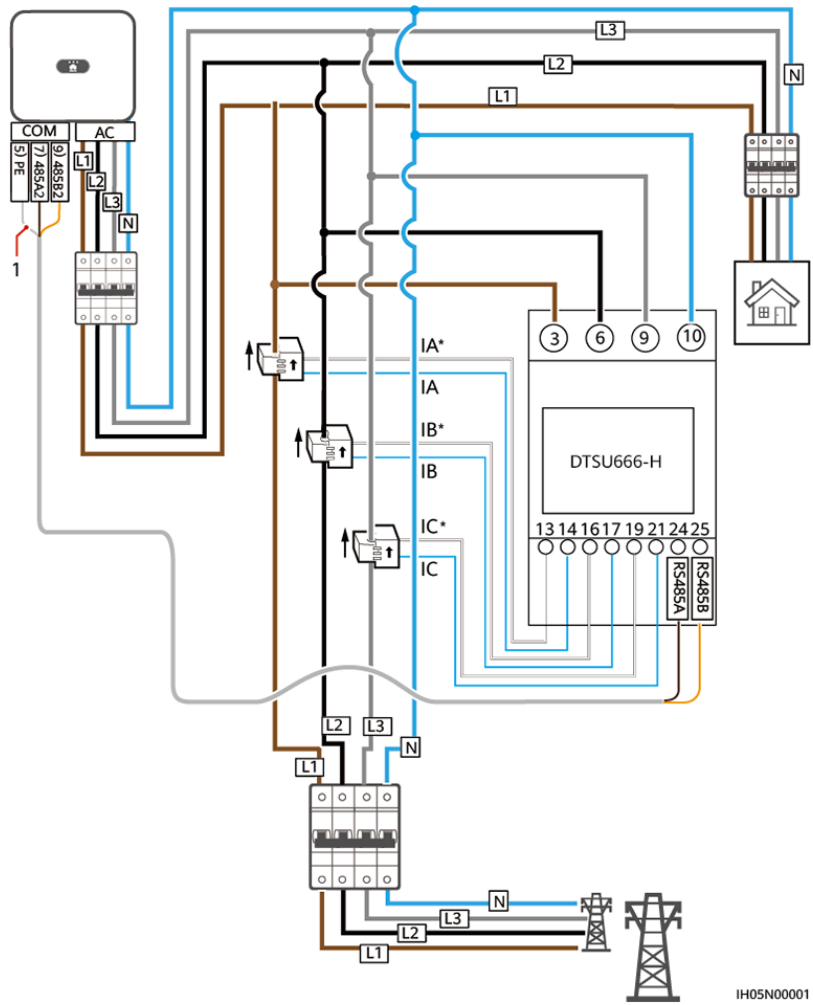 L3
L2
N
L1
COM
AC
5) PE
7) 485A2
9) 485B2
L1
L2
L3
N
1
3
6
9
10
IA*
IA
IB*
IB
IC*
IC
DTSU666-H
13 14 16 17 19 21 24 25
RS485A
RS485B
L2
L3
N
L1
N
L3
L2
L1
IH05N00001